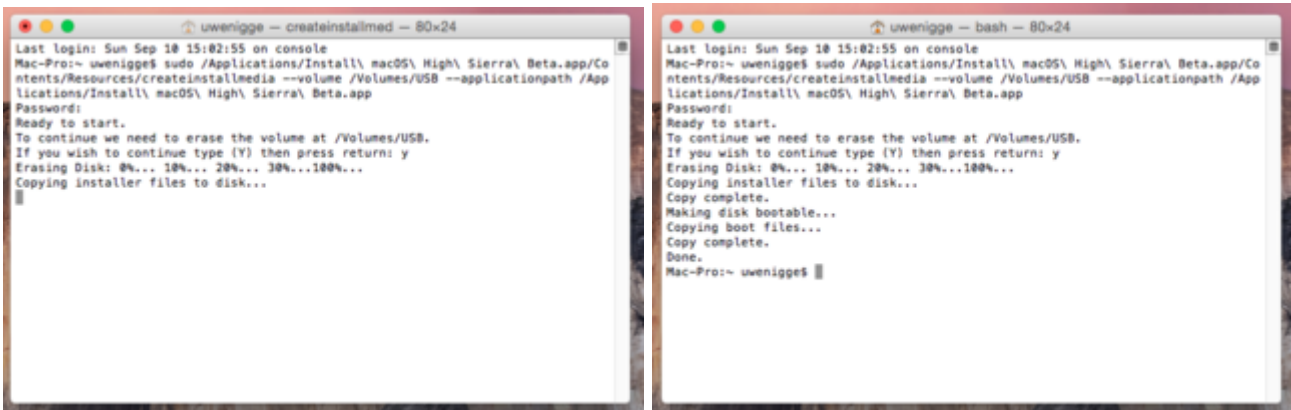 uwenigge — createinstallmed — 80×24
Last login: Sun Sep 10 15:02:55 on console
Mac-Pro:~ uwenigge$ sudo /Applications/Install\ macOS\ High\ Sierra\ Beta.app/Co
ntents/Resources/createinstallmedia --volume /Volumes/USB --applicationpath /App
lications/Install\ macOS\ High\ Sierra\ Beta.app
Password:
Ready to start.
To continue we need to erase the volume at /Volumes/USB.
If you wish to continue type (Y) then press return: y
Erasing Disk: 0%... 10%... 20%... 30%...100%...
Copying installer files to disk...
uwenigge — bash — 80×24
Last login: Sun Sep 10 15:02:55 on console
Mac-Pro:~ uwenigge$ sudo /Applications/Install\ macOS\ High\ Sierra\ Beta.app/Co
ntents/Resources/createinstallmedia --volume /Volumes/USB --applicationpath /App
lications/Install\ macOS\ High\ Sierra\ Beta.app
Password:
Ready to start.
To continue we need to erase the volume at /Volumes/USB.
If you wish to continue type (Y) then press return: y
Erasing Disk: 0%... 10%... 20%... 30%...100%...
Copying installer files to disk...
Copy complete.
Making disk bootable...
Copying boot files...
Copy complete.
Done.
Mac-Pro:~ uwenigge$